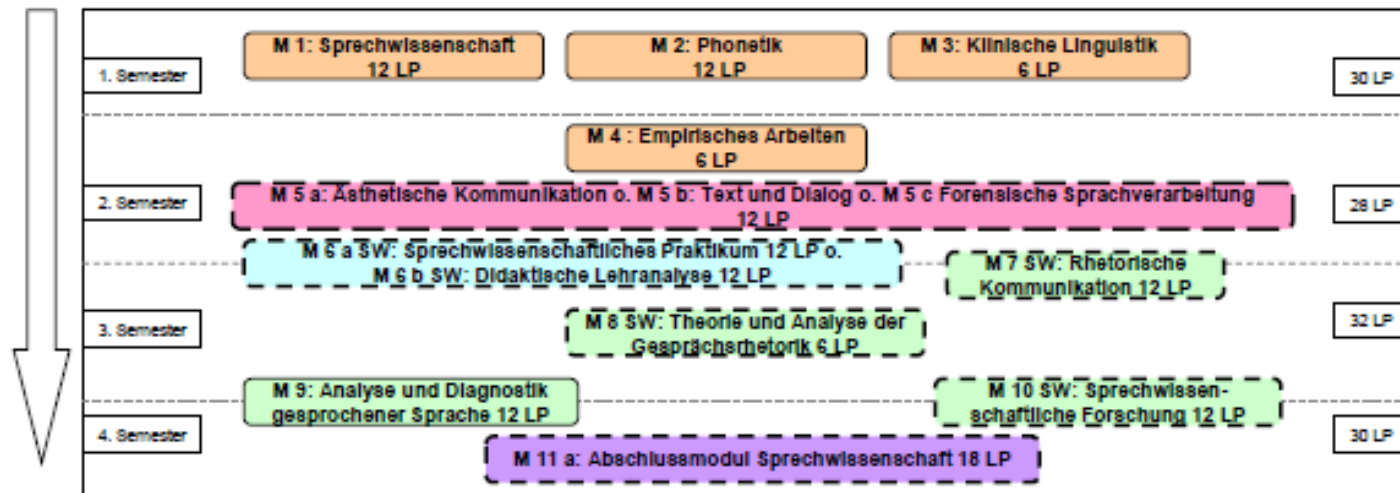 M 1: Sprechwissenschaft
12 LP
M 2: Phonetik
12 LP
M 3: Klinische Linguistik
6 LP
1. Semester
30 LP
M 4 : Empirisches Arbeiten
6 LP
M 5 a: Ästhetische Kommunikation o. M 5 b: Text und Dialog o. M 5 c Forensische Sprachverarbeitung
12 LP
2. Semester
28 LP
M 6 a SW: Sprechwissenschaftliches Praktikum 12 LP o.
M 6 b SW: Didaktische Lehranalyse 12 LP
M 7 SW: Rhetorische
Kommunikation 12 LP
M 8 SW: Theorie und Analyse der
Gesprächsrhetorik 6 LP
3. Semester
32 LP
M 9: Analyse und Diagnostik
gesprochener Sprache 12 LP
M 10 SW: Sprechwissen-
schaftliche Forschung 12 LP
4. Semester
30 LP
M 11 a: Abschlussmodul Sprechwissenschaft 18 LP